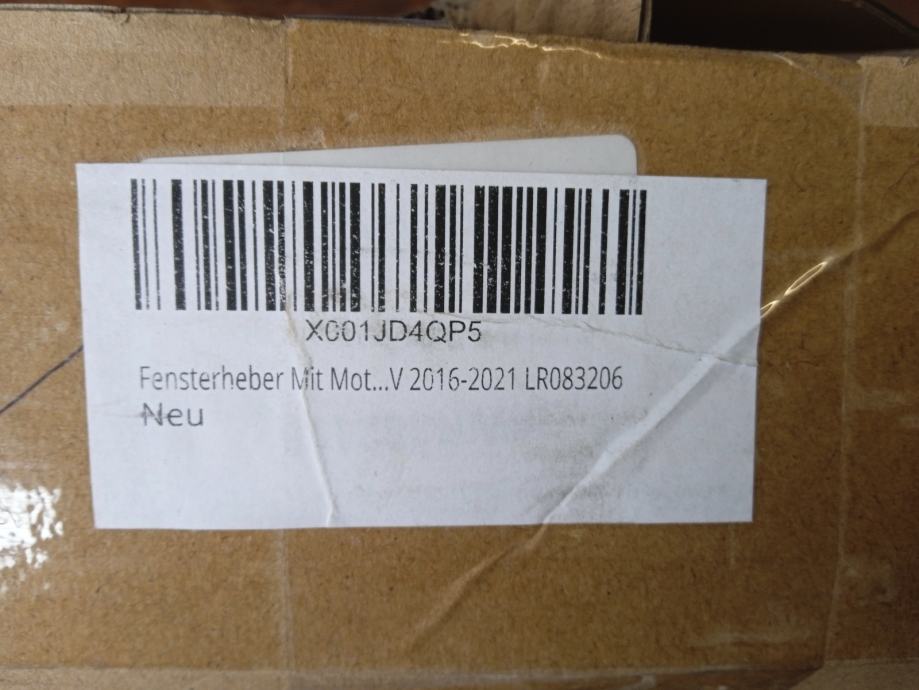 X001JD4QP5
Fensterheber Mit Mot...V 2016-2021 LR083206
Neu